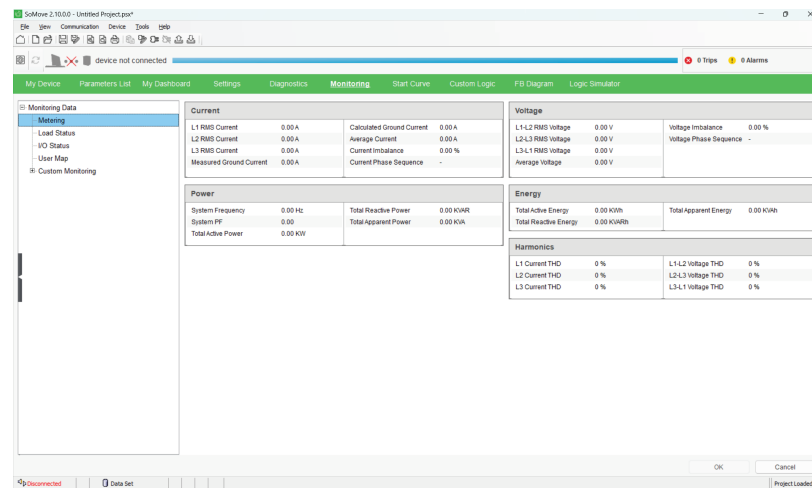 SoMove 2.10.0.0 - Untitled Project.psx*
File View Communication Device Tools Help
device not connected
0 Trips
0 Alarms
My Device Parameters List My Dashboard Settings Diagnostics Monitoring Start Curve Custom Logic FB Diagram Logic Simulator
Monitoring Data
Metering
Load Status
I/O Status
User Map
Custom Monitoring
Current
L1 RMS Current 0.00 A Calculated Ground Current 0.00 A
L2 RMS Current 0.00 A Average Current 0.00 A
L3 RMS Current 0.00 A Current Imbalance 0.00 %
Measured Ground Current 0.00 A Current Phase Sequence -
Voltage
L1-L2 RMS Voltage 0.00 V Voltage Imbalance 0.00 %
L2-L3 RMS Voltage 0.00 V Voltage Phase Sequence -
L3-L1 RMS Voltage 0.00 V
Average Voltage 0.00 V
Power
System Frequency 0.00 Hz Total Reactive Power 0.00 KVAR
System PF 0.00 Total Apparent Power 0.00 KVA
Total Active Power 0.00 KW
Energy
Total Active Energy 0.00 KWh Total Apparent Energy 0.00 KVAh
Total Reactive Energy 0.00 KVARh
Harmonics
L1 Current THD 0 % L1-L2 Voltage THD 0 %
L2 Current THD 0 % L2-L3 Voltage THD 0 %
L3 Current THD 0 % L3-L1 Voltage THD 0 %
OK Cancel
Disconnected Data Set Project Loaded